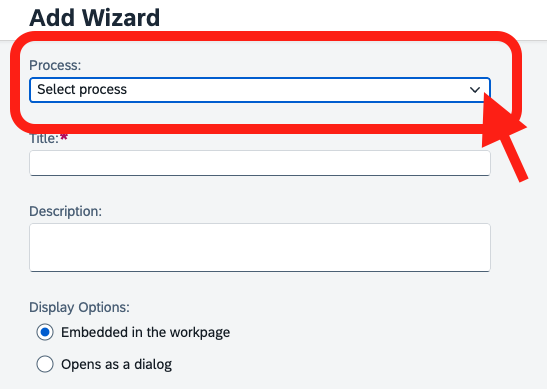 Add Wizard
Process:
Select process
Title:*
Description:
Display Options:
Embedded in the workpage
Opens as a dialog